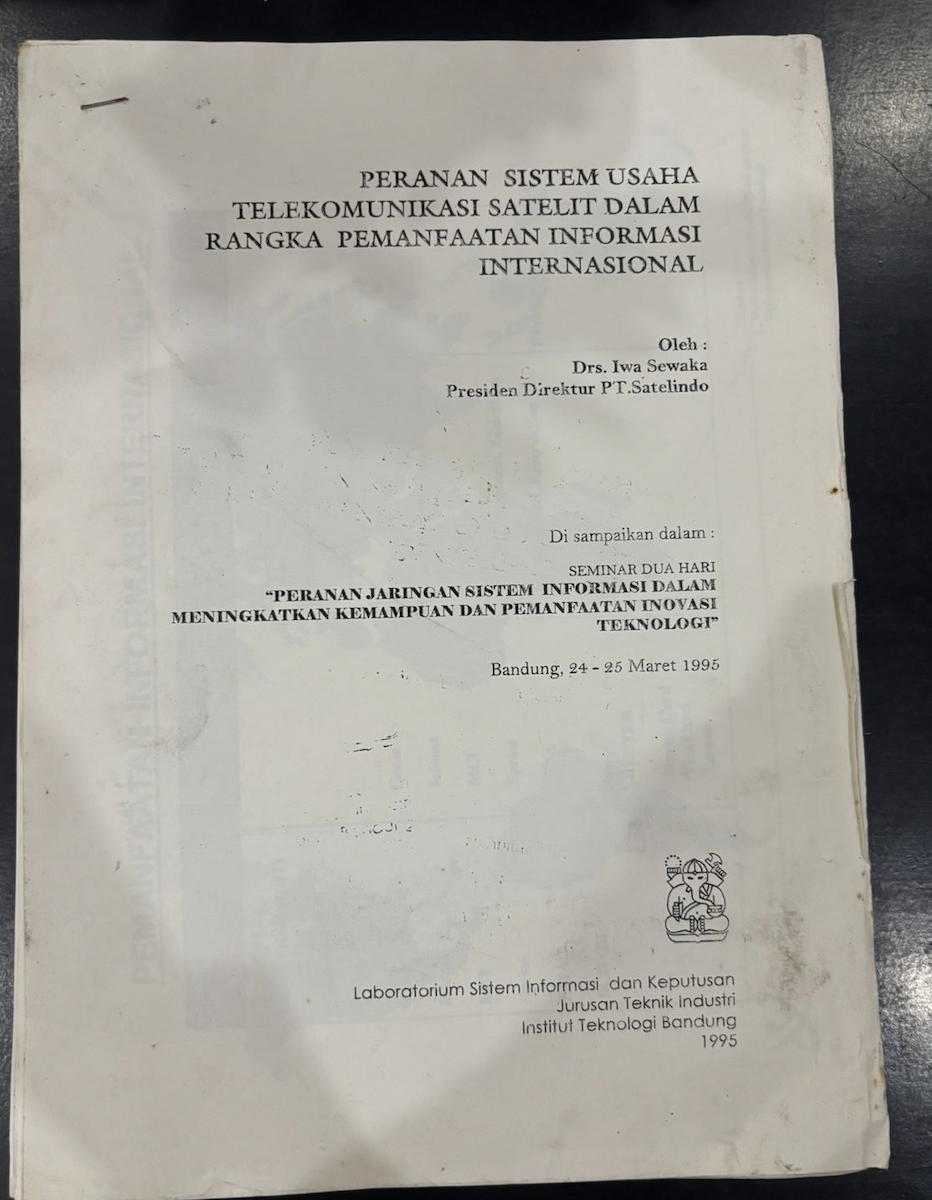 PERANAN SISTEM USAHA
TELEKOMUNIKASI SATELIT DALAM
RANGKA PEMANFAATAN INFORMASI
INTERNASIONAL
Oleh :
Drs. Iwa Sewaka
Presiden Direktur PT.Satelindo
Di sampaikan dalam :
SEMINAR DUA HARI
“PERANAN JARINGAN SISTEM INFORMASI DALAM
MENINGKATKAN KEMAMPUAN DAN PEMANFAATAN INOVASI
TEKNOLOGI”
Bandung, 24 - 25 Maret 1995
Laboratorium Sistem Informasi dan Keputusan
Jurusan Teknik Industri
Institut Teknologi Bandung
1995